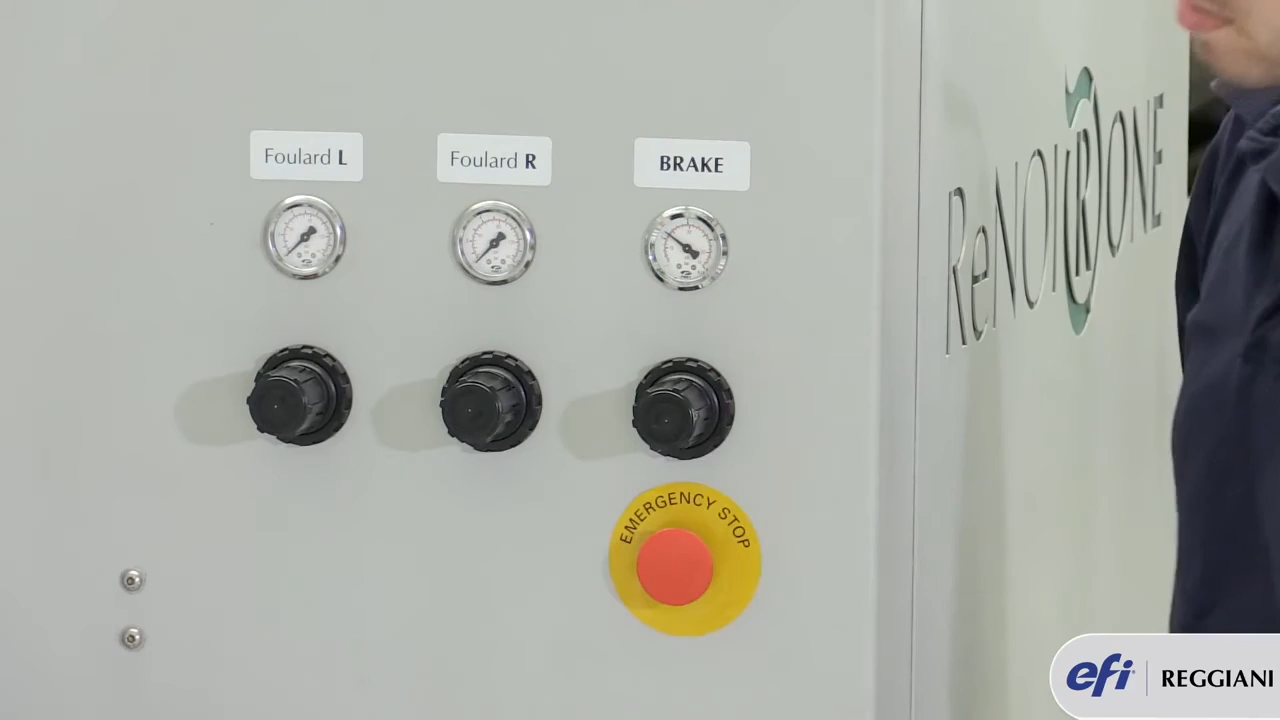 Foulard L
Foulard R
BRAKE
ReNOIR ONE
EMERGENCY STOP
efi
REGGIANI